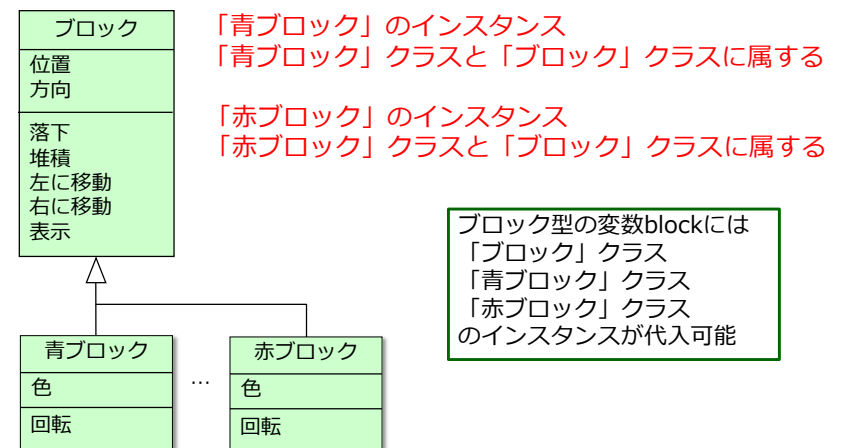 ブロック
位置
方向
落下
堆積
左に移動
右に移動
表示
「青ブロック」のインスタンス
「青ブロック」クラスと「ブロック」クラスに属する
「赤ブロック」のインスタンス
「赤ブロック」クラスと「ブロック」クラスに属する
ブロック型の変数blockには
「ブロック」クラス
「青ブロック」クラス
「赤ブロック」クラス
のインスタンスが代入可能
青ブロック
色
回転
…
赤ブロック
色
回転